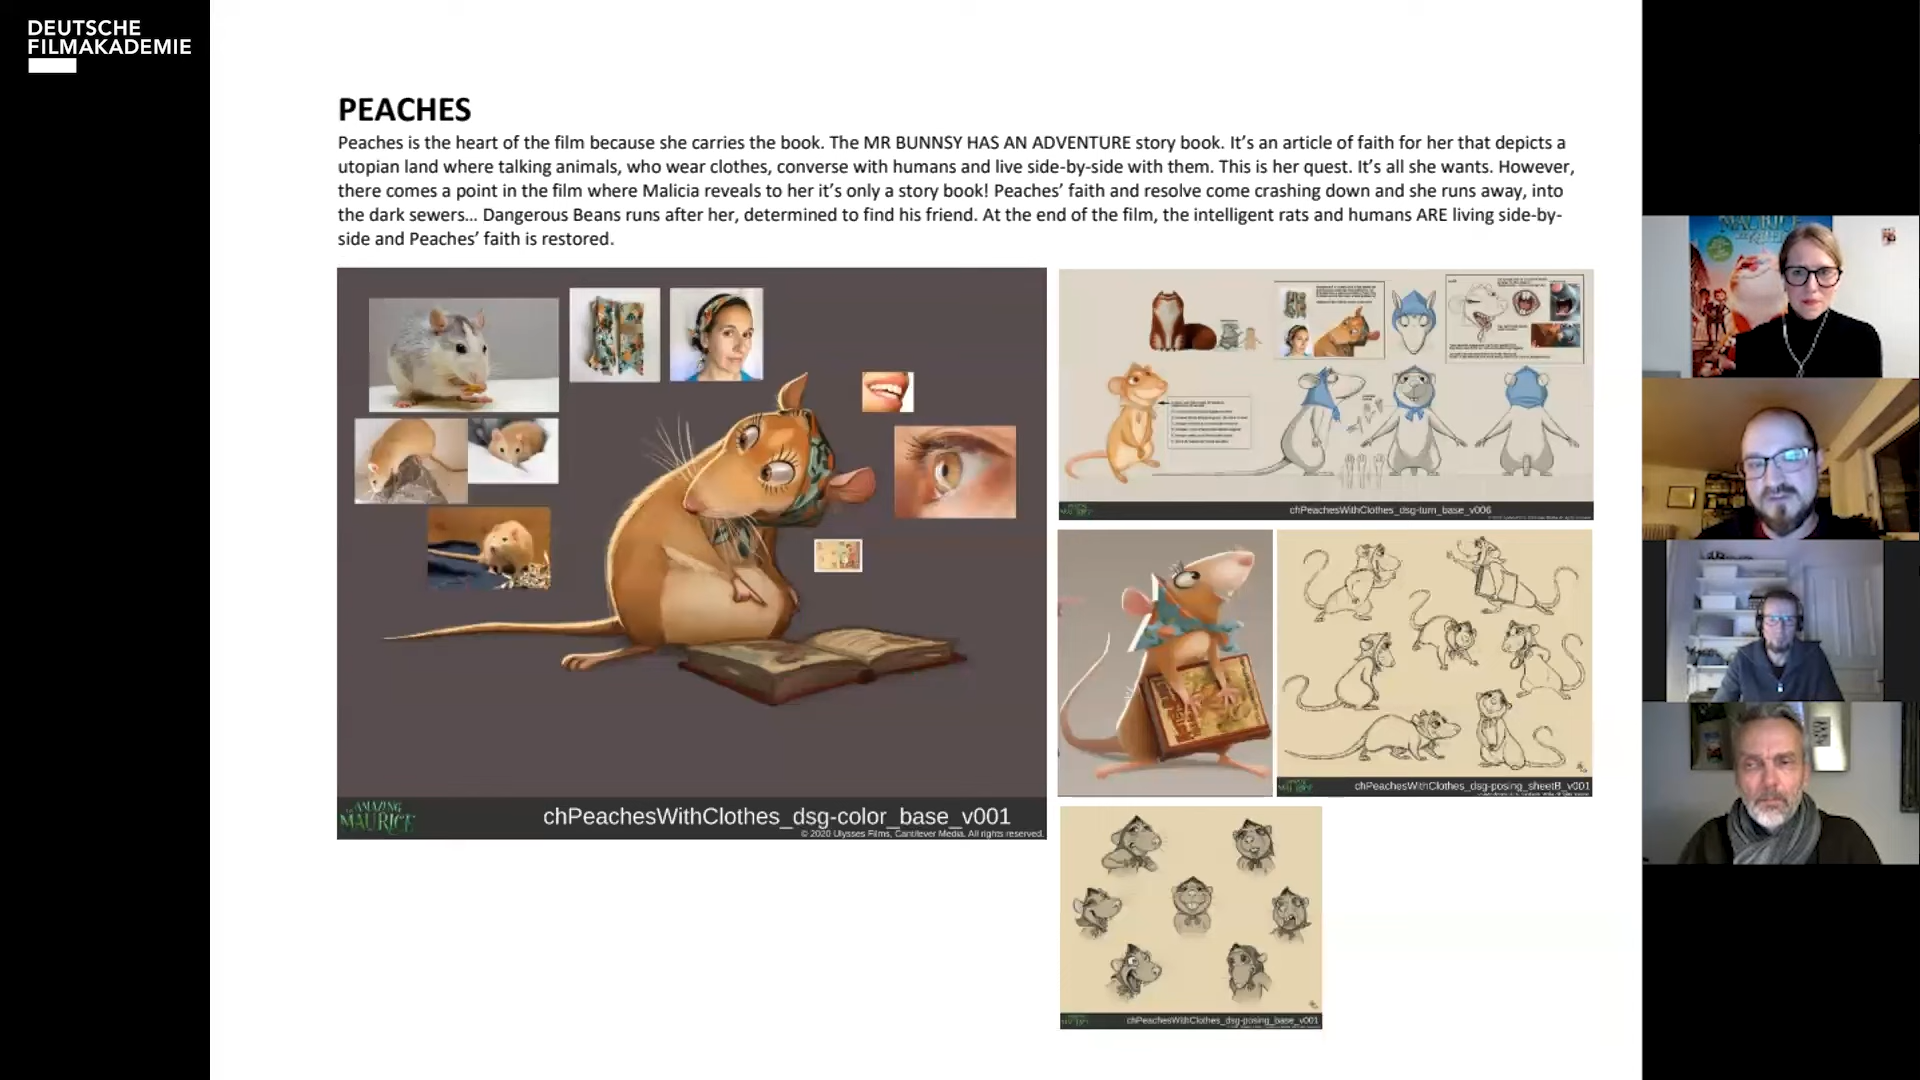 DEUTSCHE
FILMAKADEMIE
PEACHES
Peaches is the heart of the film because she carries the book. The MR BUNNSY HAS AN ADVENTURE story book. It’s an article of faith for her that depicts a
utopian land where talking animals, who wear clothes, converse with humans and live side-by-side with them. This is her quest. It’s all she wants. However,
there comes a point in the film where Malicia reveals to her it’s only a story book! Peaches’ faith and resolve come crashing down and she runs away, into
the dark sewers... Dangerous Beans runs after her, determined to find his friend. At the end of the film, the intelligent rats and humans ARE living side-by-
side and Peaches’ faith is restored.
AMAZING
MAURICE
chPeachesWithClothes_dsg-color_base_v001
© 2020 Ulysses Films, Cantilever Media. All rights reserved.
chPeachesWithClothes_dsg-turn_base_v006
chPeachesWithClothes_dsg-posing_sheetB_v001
chPeachesWithClothes_dsg-posing_base_v001
MAURICE